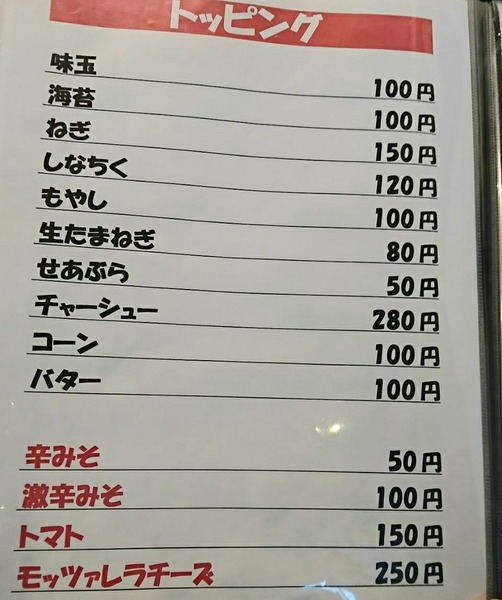 トッピング
味玉 100円
海苔 100円
ねぎ 150円
しなちく 120円
もやし 100円
生たまねぎ 80円
せあぶら 50円
チャーシュー 280円
コーン 100円
バター 100円
辛みそ 50円
激辛みそ 100円
トマト 150円
モッツァレラチーズ 250円